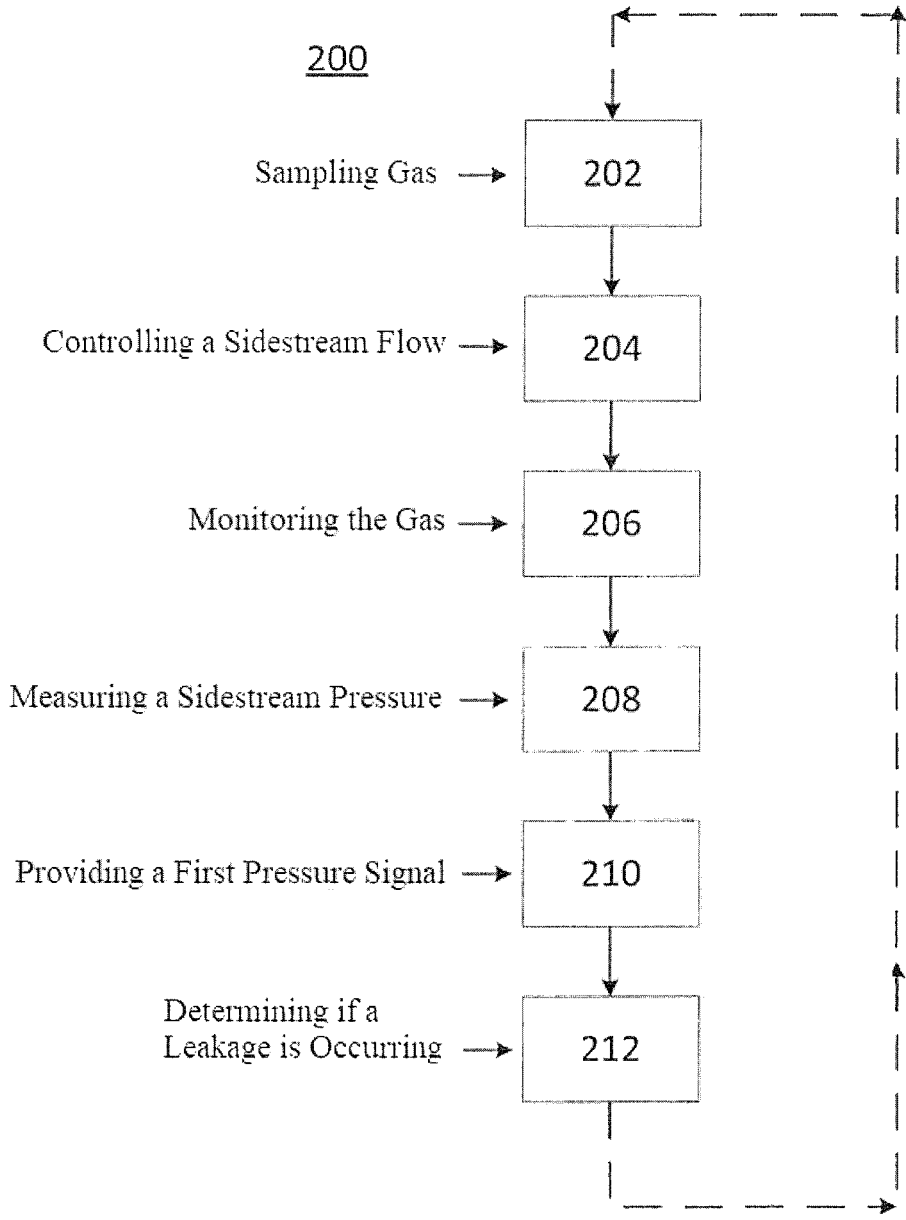 200
Sampling Gas
202
Controlling a Sidestream Flow
204
Monitoring the Gas
206
Measuring a Sidestream Pressure
208
Providing a First Pressure Signal
210
Determining if a
Leakage is Occurring
212